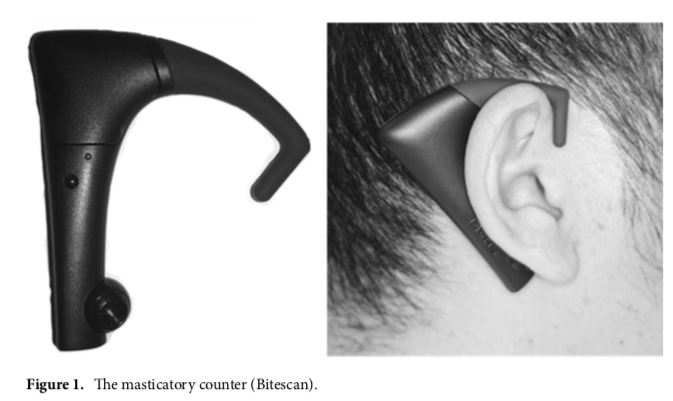 Figure 1. The masticatory counter (Bitescan).